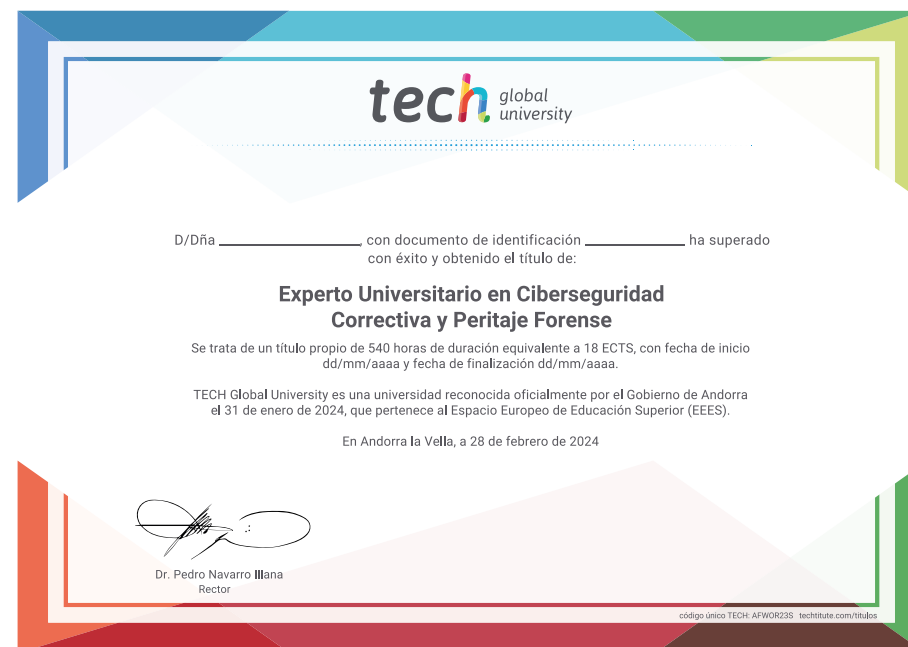 tech global university
D/Dña ____________________, con documento de identificación ______________ ha superado
con éxito y obtenido el título de:
Experto Universitario en Ciberseguridad
Correctiva y Peritaje Forense
Se trata de un título propio de 540 horas de duración equivalente a 18 ECTS, con fecha de inicio
dd/mm/aaaa y fecha de finalización dd/mm/aaaa.
TECH Global University es una universidad reconocida oficialmente por el Gobierno de Andorra
el 31 de enero de 2024, que pertenece al Espacio Europeo de Educación Superior (EEES).
En Andorra la Vella, a 28 de febrero de 2024
Dr. Pedro Navarro Illana
Rector
código único TECH: AFWOR23S techtitute.com/titulos